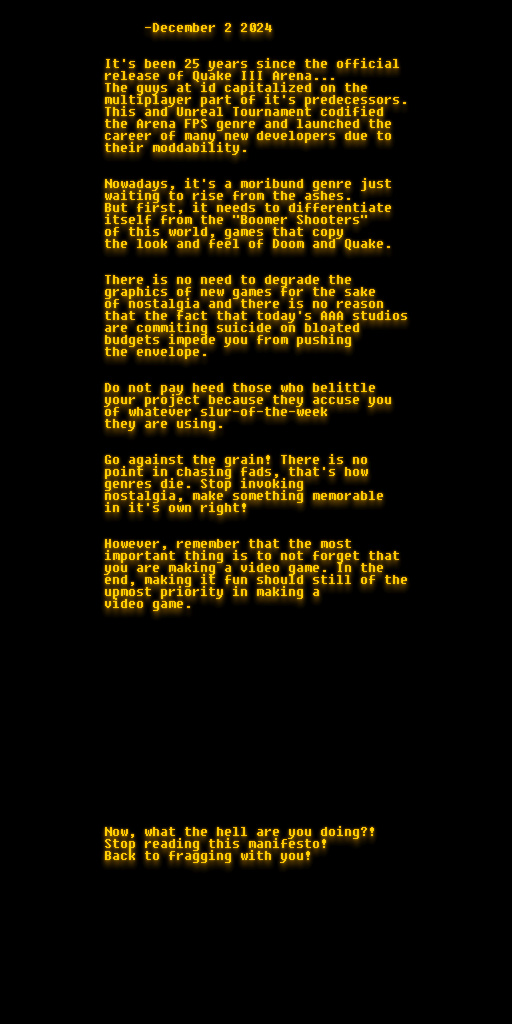 -December 2 2024
It's been 25 years since the official
release of Quake III Arena...
The guys at id capitalized on the
multiplayer part of it's predecessors.
This and Unreal Tournament codified
the Arena FPS genre and launched the
career of many new developers due to
their moddability.
Nowadays, it's a moribund genre just
waiting to rise from the ashes.
But first, it needs to differentiate
itself from the "Boomer Shooters"
of this world, games that copy
the look and feel of Doom and Quake.
There is no need to degrade the
graphics of new games for the sake
of nostalgia and there is no reason
that the fact that today's AAA studios
are commiting suicide on bloated
budgets impede you from pushing
the envelope.
Do not pay heed those who belittle
your project because they accuse you
of whatever slur-of-the-week
they are using.
Go against the grain! There is no
point in chasing fads, that's how
genres die. Stop invoking
nostalgia, make something memorable
in it's own right!
However, remember that the most
important thing is to not forget that
you are making a video game. In the
end, making it fun should still of the
upmost priority in making a
video game.
Now, what the hell are you doing?!
Stop reading this manifesto!
Back to fragging with you!